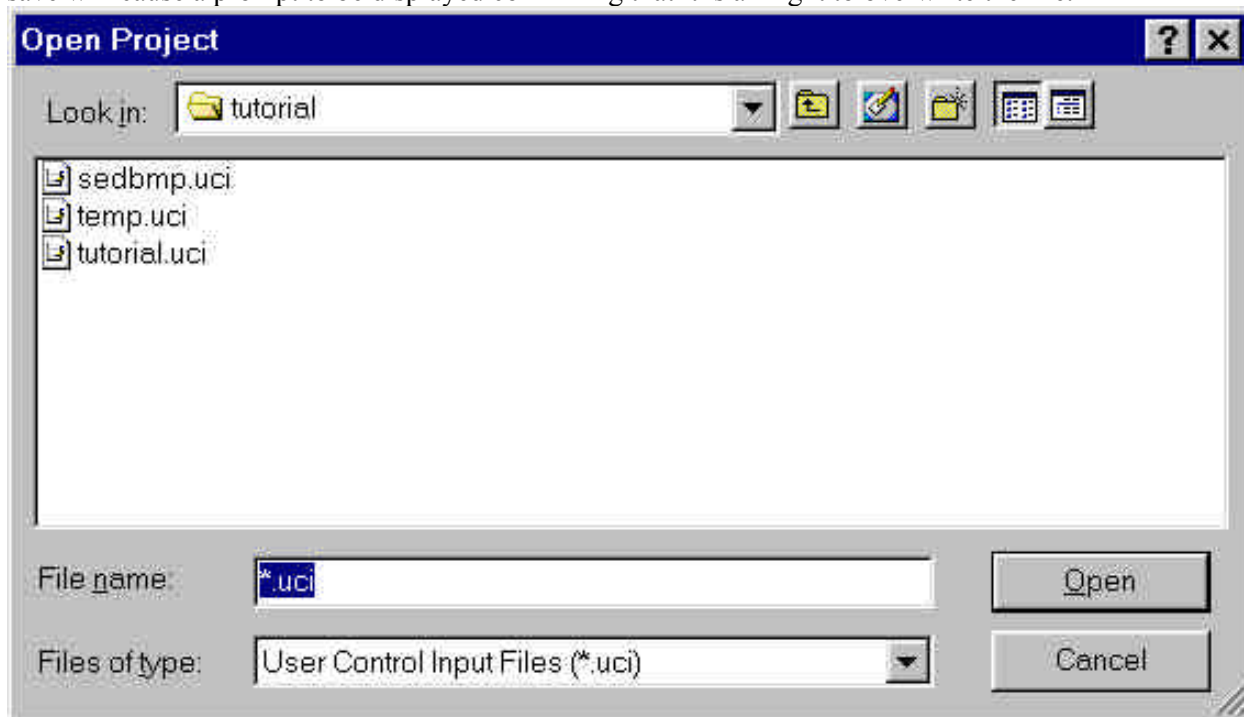 Open Project
Look in: tutorial
sedbmp.uci
temp.uci
tutorial.uci
File name: *.uci Open
Files of type: User Control Input Files (*.uci) Cancel